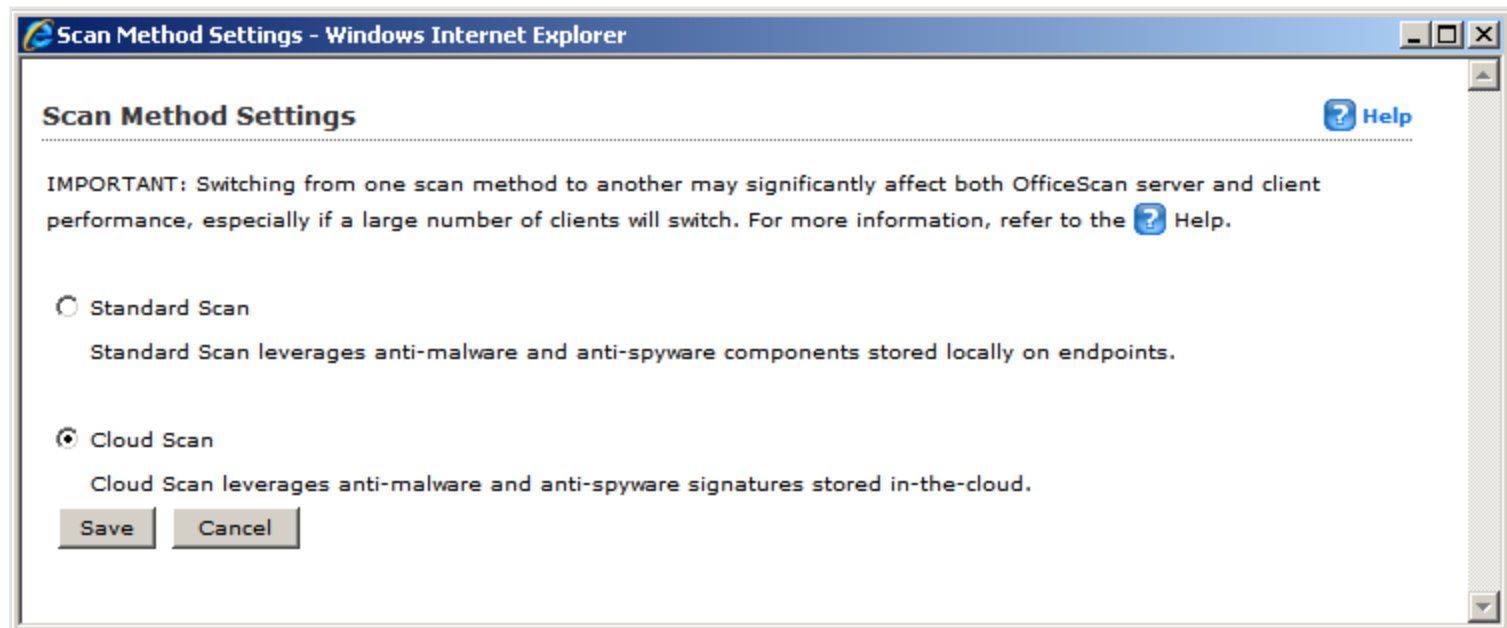 Scan Method Settings - Windows Internet Explorer
Scan Method Settings
? Help
IMPORTANT: Switching from one scan method to another may significantly affect both OfficeScan server and client
performance, especially if a large number of clients will switch. For more information, refer to the ? Help.
Standard Scan
Standard Scan leverages anti-malware and anti-spyware components stored locally on endpoints.
Cloud Scan
Cloud Scan leverages anti-malware and anti-spyware signatures stored in-the-cloud.
Save Cancel